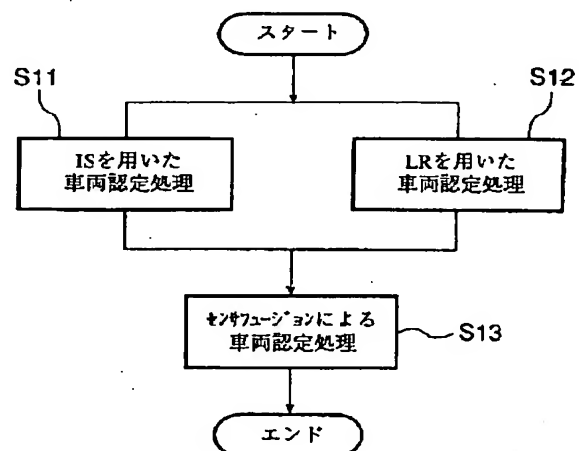 スタート
S11
S12
ISを用いた
車両認定処理
LRを用いた
車両認定処理
センサフュージョンによる
車両認定処理
S13
エンド